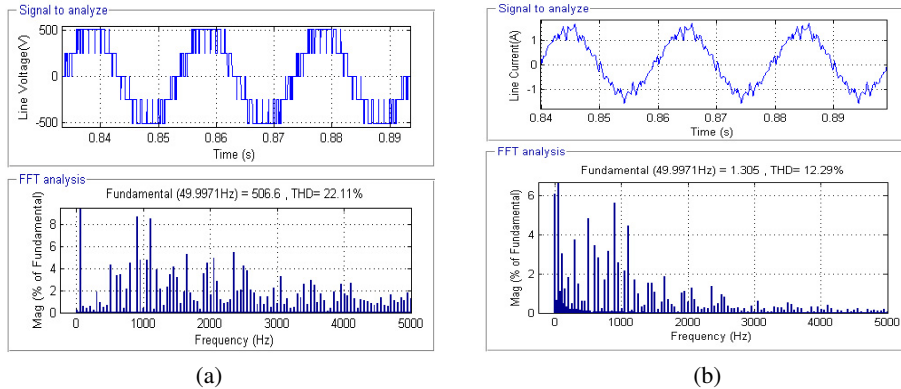 Signal to analyze
Line Voltage(V)
500
0
-500
0.84 0.85 0.86 0.87 0.88 0.89
Time (s)
FFT analysis
Fundamental (49.9971Hz) = 506.6 , THD= 22.11%
Mag (% of Fundamental)
8
6
4
2
0
0 1000 2000 3000 4000 5000
Frequency (Hz)
(a)
Signal to analyze
Line Current(A)
1
0
-1
0.84 0.85 0.86 0.87 0.88 0.89
Time (s)
FFT analysis
Fundamental (49.9971Hz) = 1.305 , THD= 12.29%
Mag (% of Fundamental)
6
4
2
0
0 1000 2000 3000 4000 5000
Frequency (Hz)
(b)